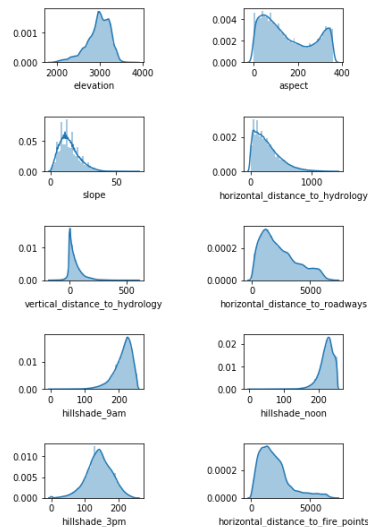 0.001
0.000
2000 3000 4000
elevation
0.004
0.002
0.000
0 200 400
aspect
0.05
0.00
0 50
slope
0.002
0.000
0 1000
horizontal_distance_to_hydrology
0.01
0.00
0 500
vertical_distance_to_hydrology
0.0002
0.0000
0 5000
horizontal_distance_to_roadways
0.01
0.00
0 100 200
hillshade_9am
0.02
0.01
0.00
0 100 200
hillshade_noon
0.010
0.005
0.000
0 100 200
hillshade_3pm
0.0002
0.0000
0 5000
horizontal_distance_to_fire_points